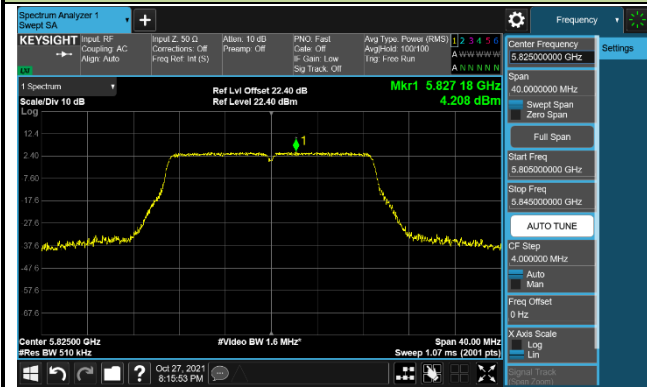 Spectrum Analyzer 1
Swept SA
Frequency
KEYSIGHT
Input: RF
Coupling: AC
Align: Auto
Input Z: 50 Ω
Corrections: Off
Freq Ref: Int (S)
Atten: 10 dB
Preamp: Off
PNO: Fast
Gate: Off
IF Gain: Low
Sig Track: Off
Avg Type: Power (RMS)
Avg|Hold: 100/100
Trig: Free Run
1 2 3 4 5 6
A W W W W W
A N N N N N
LXI
1 Spectrum
Scale/Div 10 dB
Log
Ref Lvl Offset 22.40 dB
Ref Level 22.40 dBm
Mkr1 5.827 18 GHz
4.208 dBm
1
12.4
2.40
-7.60
-17.6
-27.6
-37.6
-47.6
-57.6
-67.6
Center 5.82500 GHz
#Res BW 510 kHz
#Video BW 1.6 MHz*
Span 40.00 MHz
Sweep 1.07 ms (2001 pts)
Oct 27, 2021
8:15:53 PM
Center Frequency
5.825000000 GHz
Settings
Span
40.0000000 MHz
Swept Span
Zero Span
Full Span
Start Freq
5.805000000 GHz
Stop Freq
5.845000000 GHz
AUTO TUNE
CF Step
4.000000 MHz
Auto
Man
Freq Offset
0 Hz
X Axis Scale
Log
Lin
Signal Track
(Span Zoom)